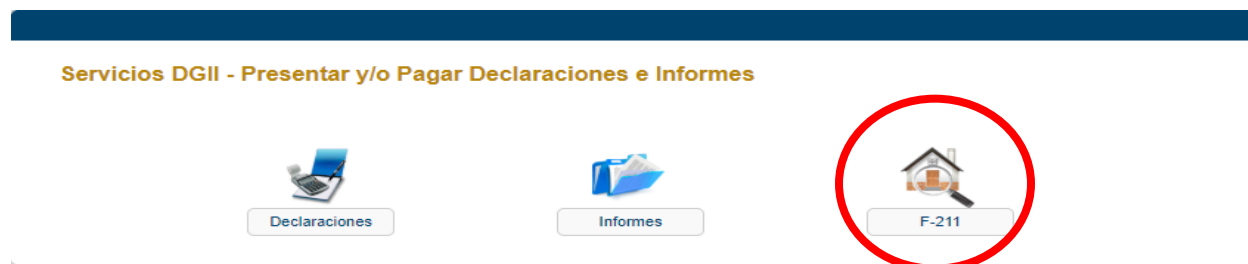 Servicios DGII - Presentar y/o Pagar Declaraciones e Informes
Declaraciones
Informes
F-211